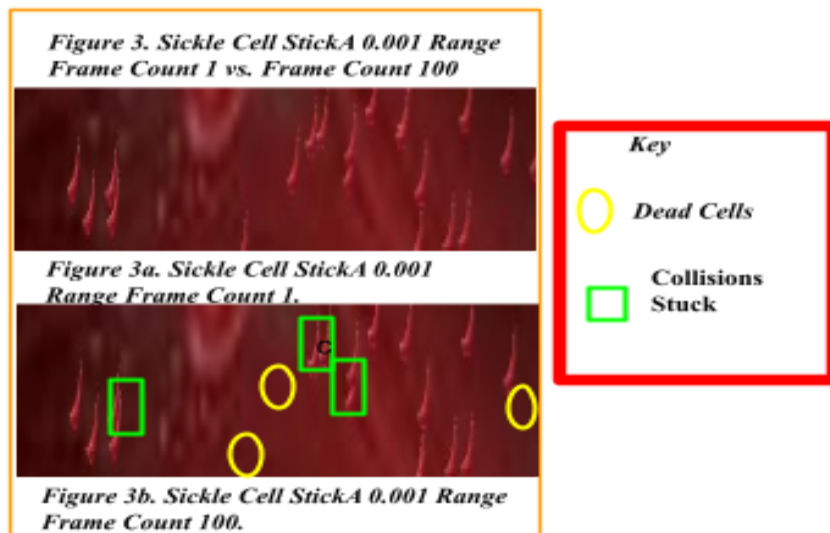 Figure 3. Sickle Cell StickA 0.001 Range
Frame Count 1 vs. Frame Count 100
Figure 3a. Sickle Cell StickA 0.001
Range Frame Count 1.
C
Figure 3b. Sickle Cell StickA 0.001 Range
Frame Count 100.
Key
Dead Cells
Collisions
Stuck